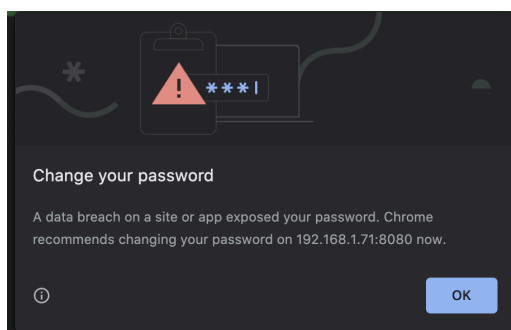 ***|
Change your password
A data breach on a site or app exposed your password. Chrome
recommends changing your password on 192.168.1.71:8080 now.
OK